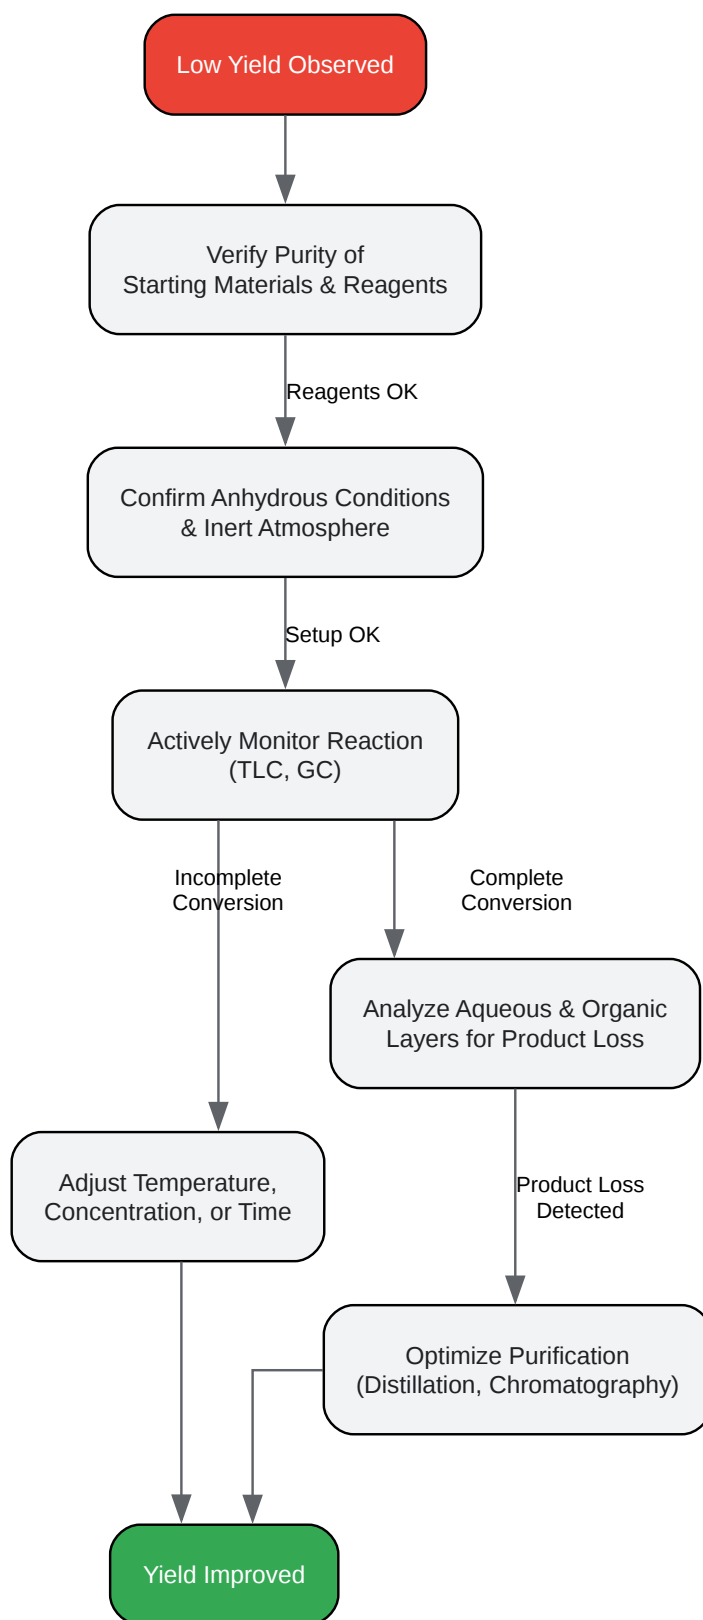 Low Yield Observed
Verify Purity of
Starting Materials & Reagents
Reagents OK
Confirm Anhydrous Conditions
& Inert Atmosphere
Setup OK
Actively Monitor Reaction
(TLC, GC)
Incomplete
Conversion
Complete
Conversion
Analyze Aqueous & Organic
Layers for Product Loss
Adjust Temperature,
Concentration, or Time
Product Loss
Detected
Optimize Purification
(Distillation, Chromatography)
Yield Improved